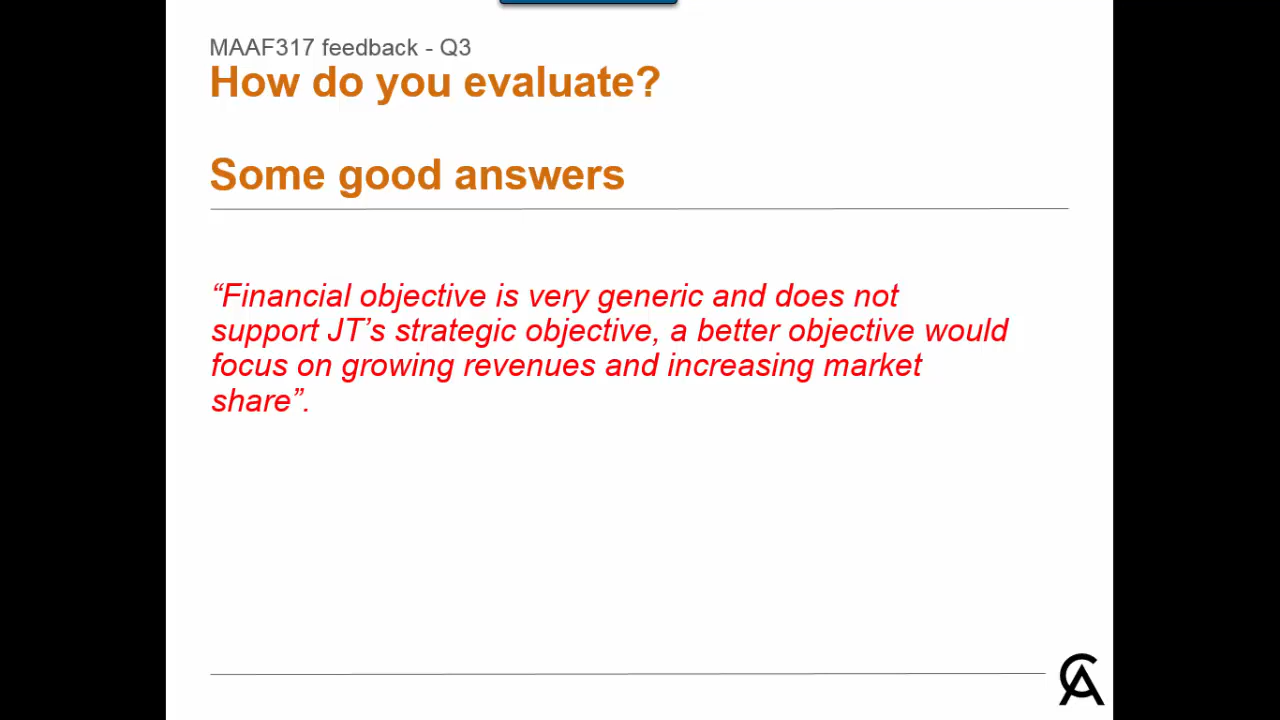 MAAF317 feedback - Q3
How do you evaluate?
Some good answers
“Financial objective is very generic and does not
support JT’s strategic objective, a better objective would
focus on growing revenues and increasing market
share”.
CA